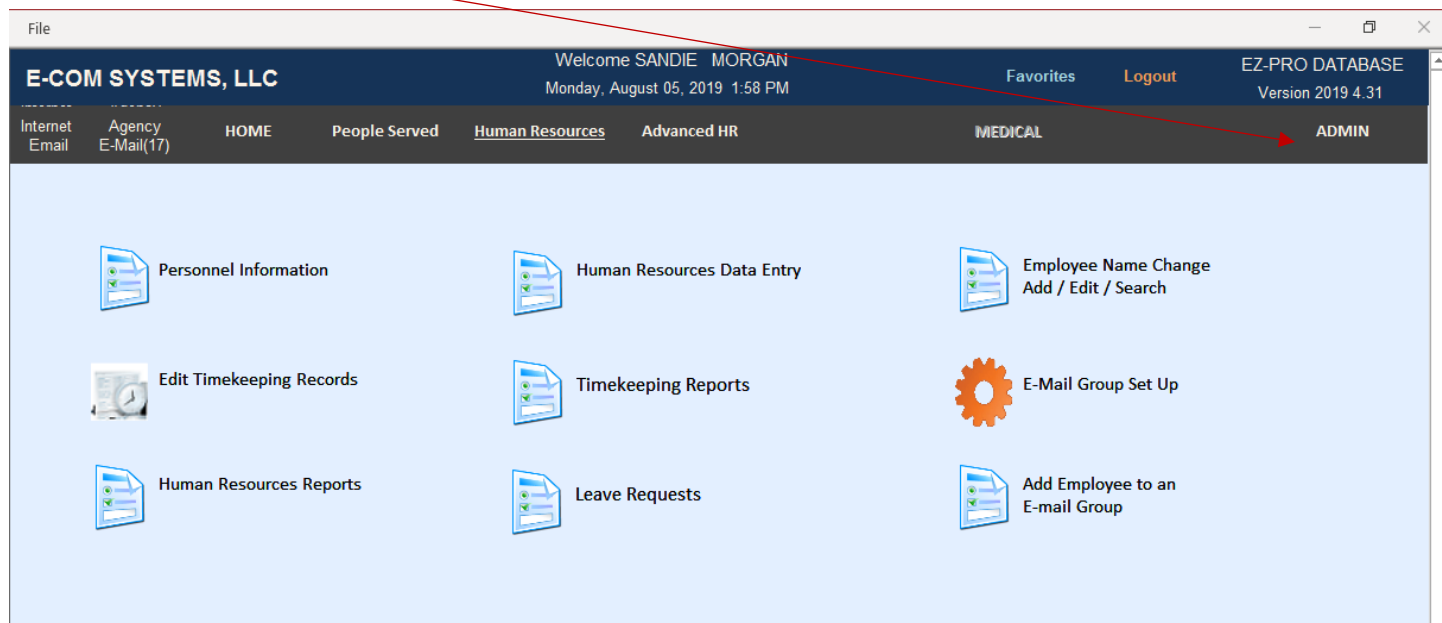 File
E-COM SYSTEMS, LLC
Welcome SANDIE MORGAN
Monday, August 05, 2019 1:58 PM
Favorites
Logout
EZ-PRO DATABASE
Version 2019 4.31
Internet
Email
Agency
E-Mail(17)
HOME
People Served
Human Resources
Advanced HR
MEDICAL
ADMIN
Personnel Information
Human Resources Data Entry
Employee Name Change
Add / Edit / Search
Edit Timekeeping Records
Timekeeping Reports
E-Mail Group Set Up
Human Resources Reports
Leave Requests
Add Employee to an
E-mail Group